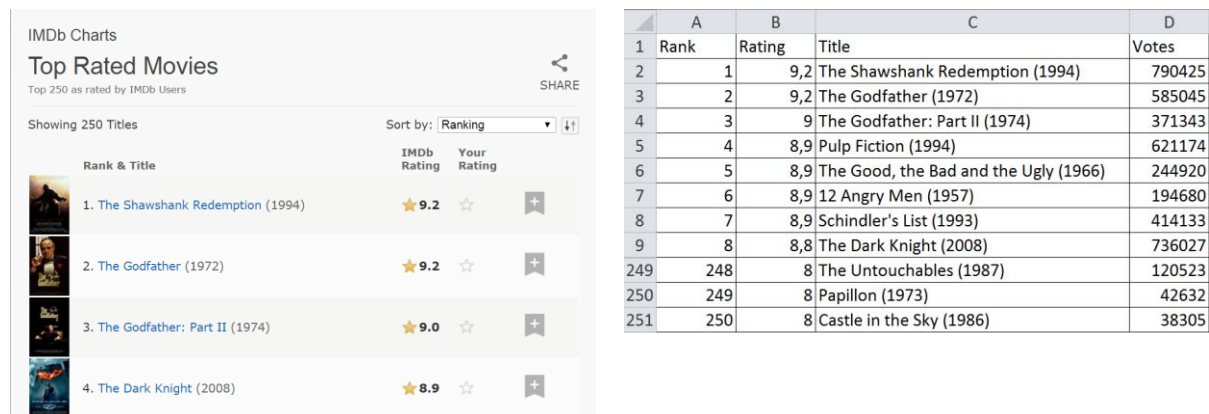 IMDb Charts
Top Rated Movies
SHARE
Top 250 as rated by IMDb Users
Showing 250 Titles
Sort by: Ranking
Rank & Title
IMDb Rating
Your Rating
1. The Shawshank Redemption (1994) 9.2
2. The Godfather (1972) 9.2
3. The Godfather: Part II (1974) 9.0
4. The Dark Knight (2008) 8.9
A B C D
1 Rank Rating Title Votes
2 1 9,2 The Shawshank Redemption (1994) 790425
3 2 9,2 The Godfather (1972) 585045
4 3 9 The Godfather: Part II (1974) 371343
5 4 8,9 Pulp Fiction (1994) 621174
6 5 8,9 The Good, the Bad and the Ugly (1966) 244920
7 6 8,9 12 Angry Men (1957) 194680
8 7 8,9 Schindler's List (1993) 414133
9 8 8,8 The Dark Knight (2008) 736027
249 248 8 The Untouchables (1987) 120523
250 249 8 Papillon (1973) 42632
251 250 8 Castle in the Sky (1986) 38305